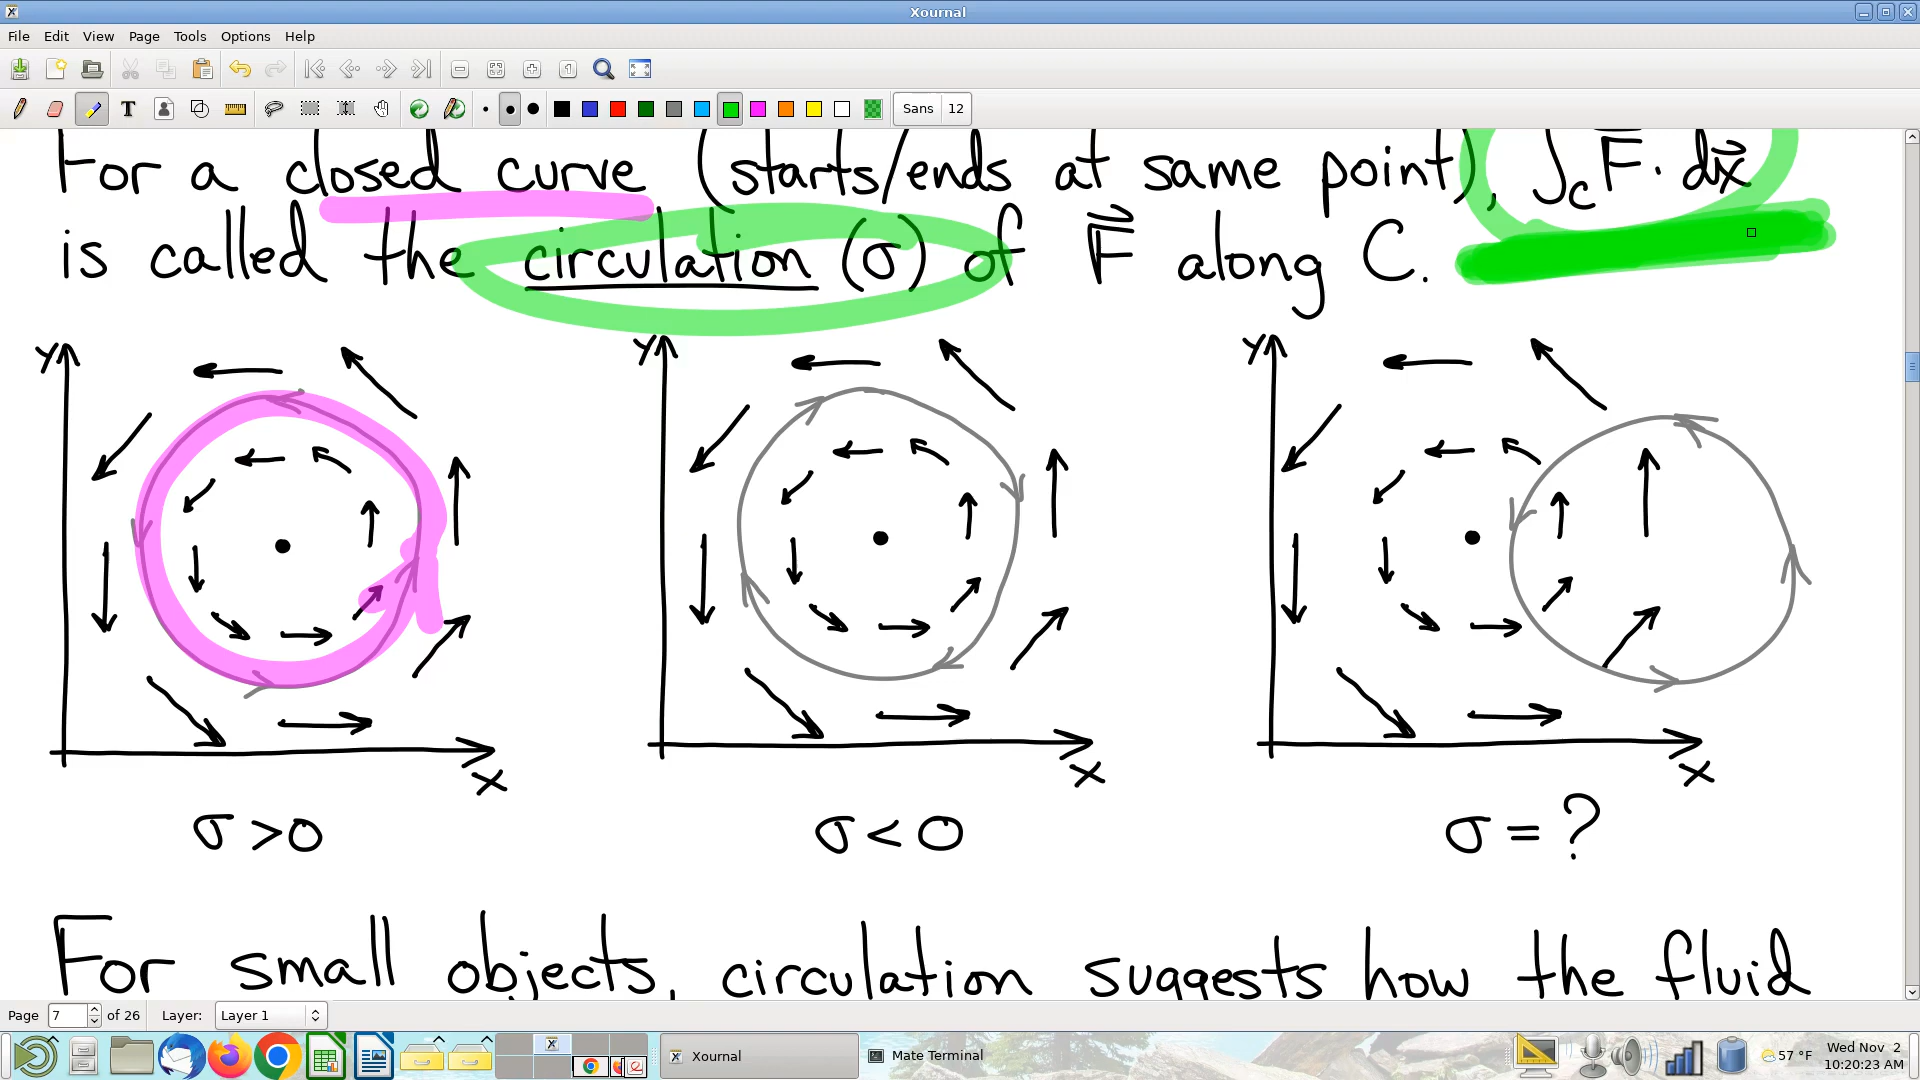 Xournal
File Edit View Page Tools Options Help
Sans 12
For a closed curve (starts/ends at same point), ∫_C F⃗ · dx⃗
is called the circulation (σ) of F⃗ along C.
y y y
x x x
σ > 0 σ < 0 σ = ?
For small objects, circulation suggests how the fluid
Page 7 of 26 Layer: Layer 1
Xournal Mate Terminal 57 °F Wed Nov 2
10:20:23 AM